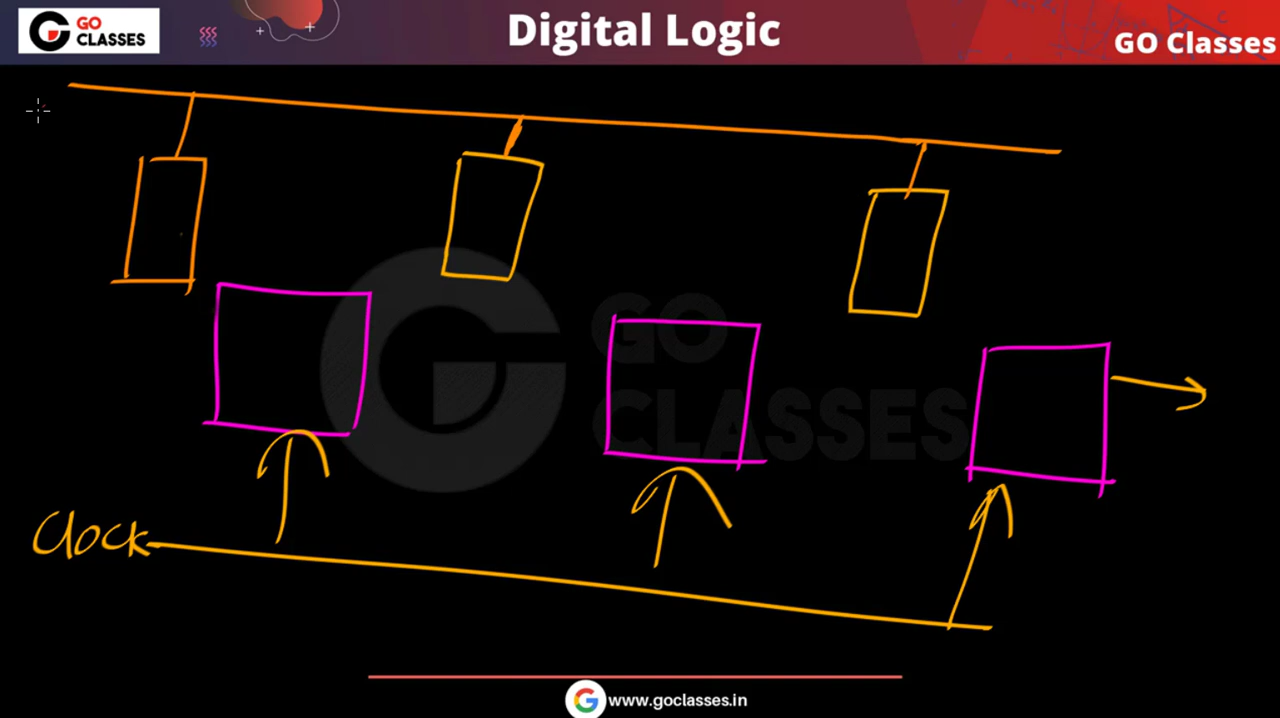 GO
CLASSES
Digital Logic
GO Classes
GO
CLASSES
Clock
www.goclasses.in